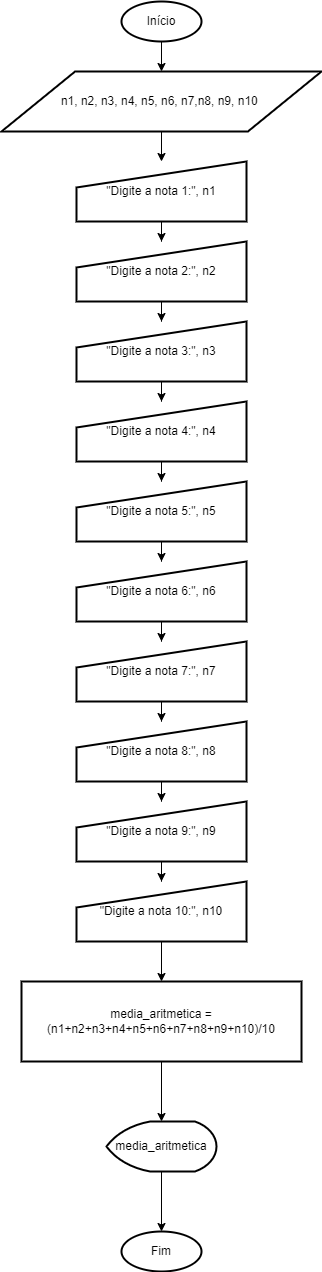 Início
n1, n2, n3, n4, n5, n6, n7,n8, n9, n10
"Digite a nota 1:", n1
"Digite a nota 2:", n2
"Digite a nota 3:", n3
"Digite a nota 4:", n4
"Digite a nota 5:", n5
"Digite a nota 6:", n6
"Digite a nota 7:", n7
"Digite a nota 8:", n8
"Digite a nota 9:", n9
"Digite a nota 10:", n10
media_aritmetica =
(n1+n2+n3+n4+n5+n6+n7+n8+n9+n10)/10
media_aritmetica
Fim